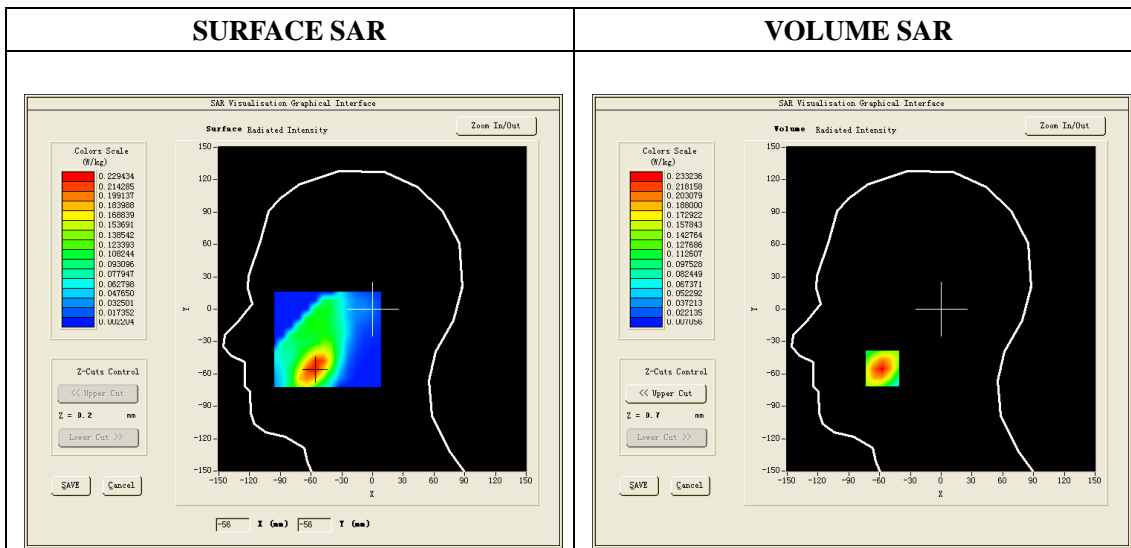 SURFACE SAR
VOLUME SAR
SAR Visualisation Graphical Interface
Surface Radiated Intensity
Zoom In/Out
Colors Scale
(W/kg)
0.229434
0.214285
0.199137
0.183988
0.168839
0.153691
0.138542
0.123393
0.108244
0.093096
0.077947
0.062798
0.047650
0.032501
0.017352
0.002204
150
120
90
60
30
0
-30
-60
-90
-120
-150
Y
-150 -120 -90 -60 -30 0 30 60 90 120 150
X
Z-Cuts Control
<< Upper Cut
Z = 0.2 mm
Lower Cut >>
SAVE Cancel
-56 X (mm) -56 Y (mm)
SAR Visualisation Graphical Interface
Volume Radiated Intensity
Zoom In/Out
Colors Scale
(W/kg)
0.233236
0.218158
0.203079
0.188000
0.172922
0.157843
0.142764
0.127686
0.112607
0.097528
0.082449
0.067371
0.052292
0.037213
0.022135
0.007056
150
120
90
60
30
0
-30
-60
-90
-120
-150
Y
-150 -120 -90 -60 -30 0 30 60 90 120 150
X
Z-Cuts Control
<< Upper Cut
Z = 0.7 mm
Lower Cut >>
SAVE Cancel